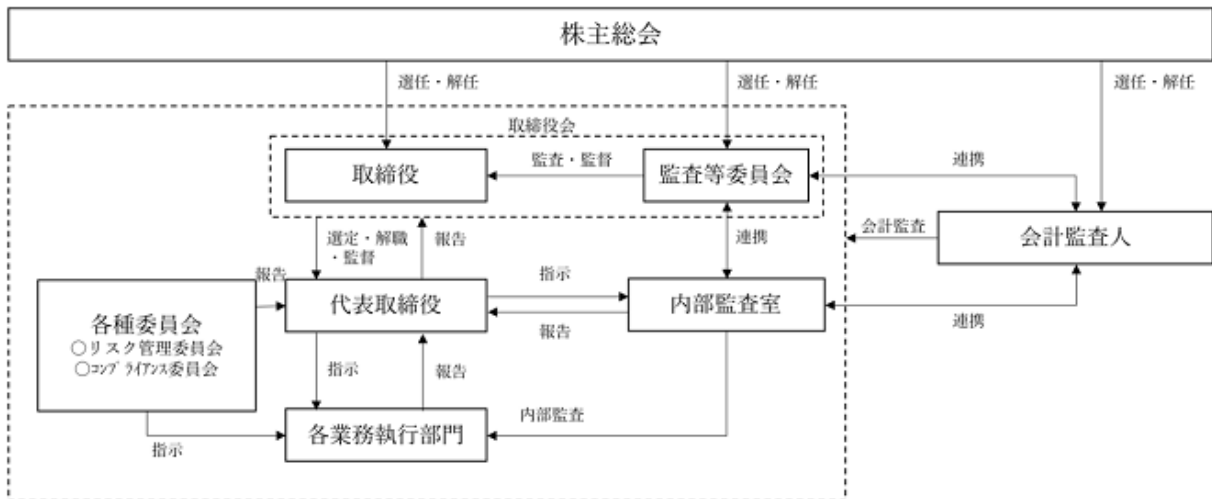 株主総会
選任・解任
選任・解任
選任・解任
取締役会
取締役
監査・監督
監査等委員会
連携
会計監査人
会計監査
選定・解職
・監督
報告
連携
報告
指示
代表取締役
内部監査室
報告
連携
各種委員会
○リスク管理委員会
○コンプライアンス委員会
指示
報告
内部監査
各業務執行部門
指示